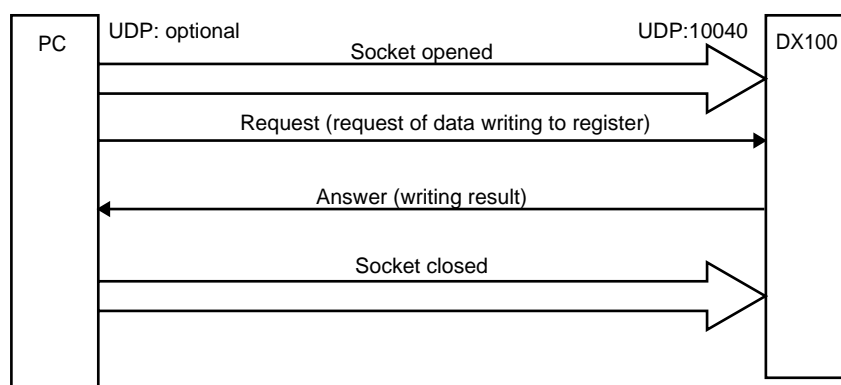 PC
UDP: optional
UDP:10040
DX100
Socket opened
Request (request of data writing to register)
Answer (writing result)
Socket closed